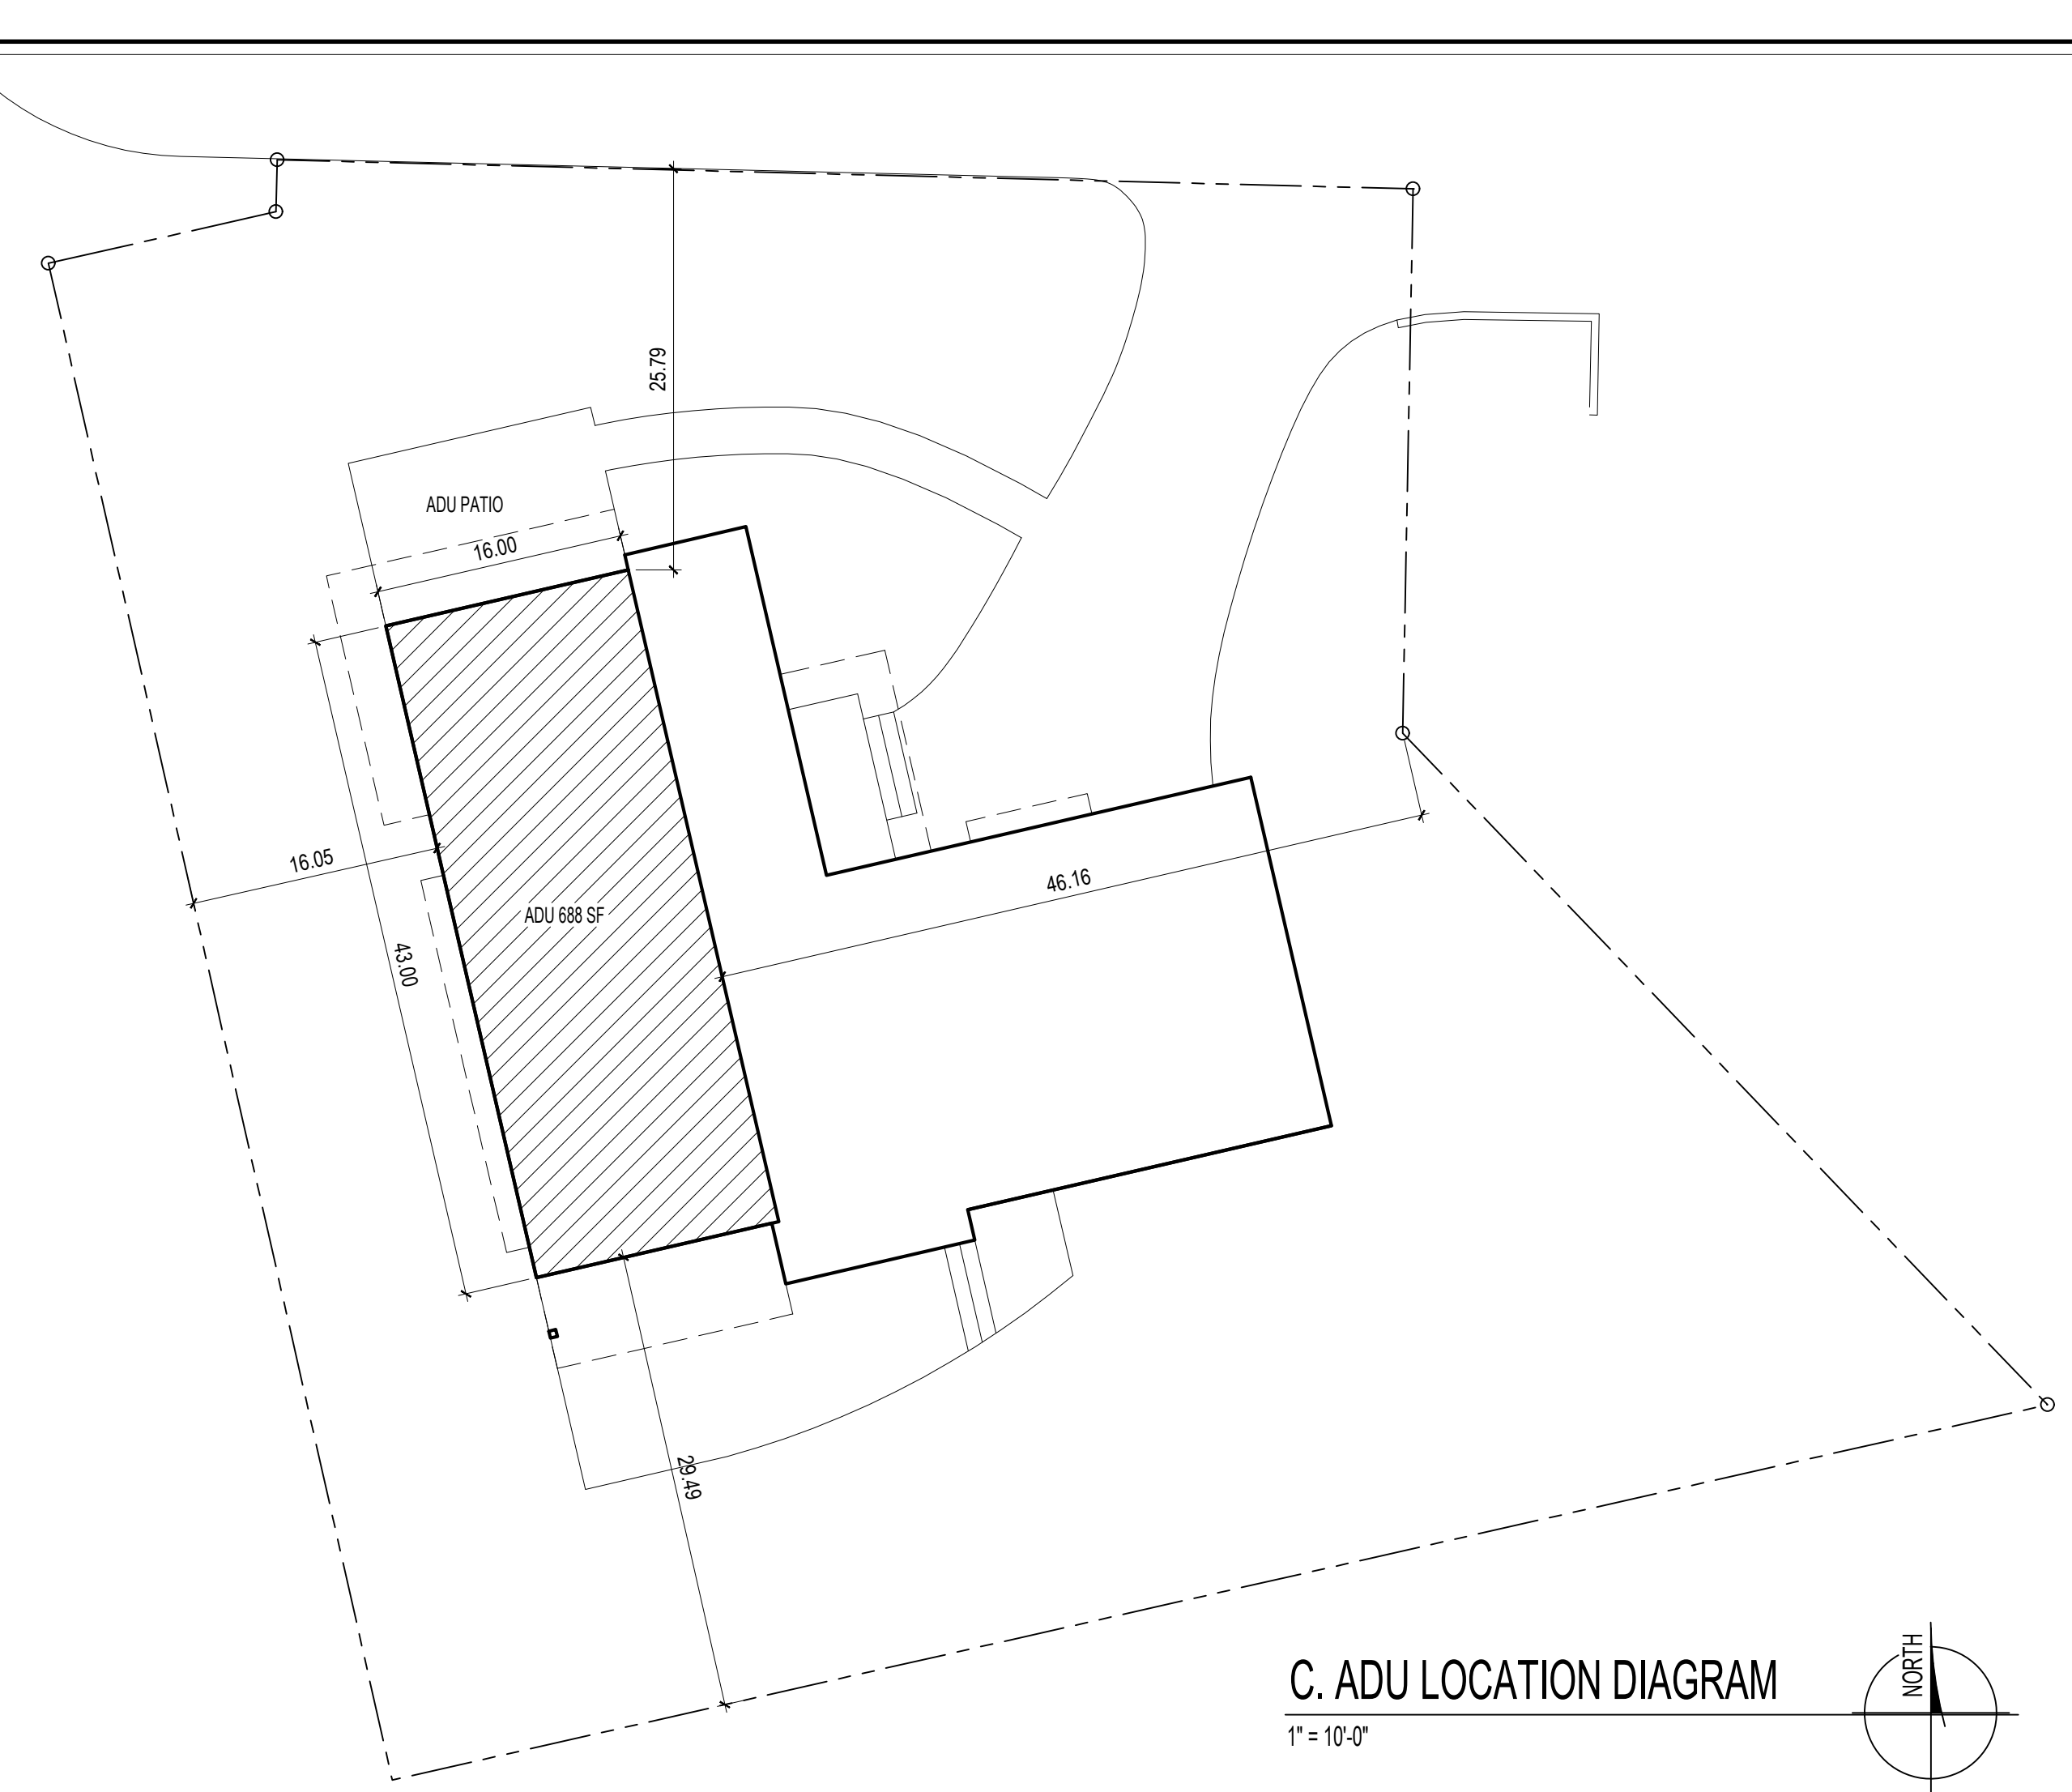 25.79
ADU PATIO
16.00
16.05
46.16
ADU 688 SF
43.00
29.49
C. ADU LOCATION DIAGRAM
1" = 10'-0"
NORTH